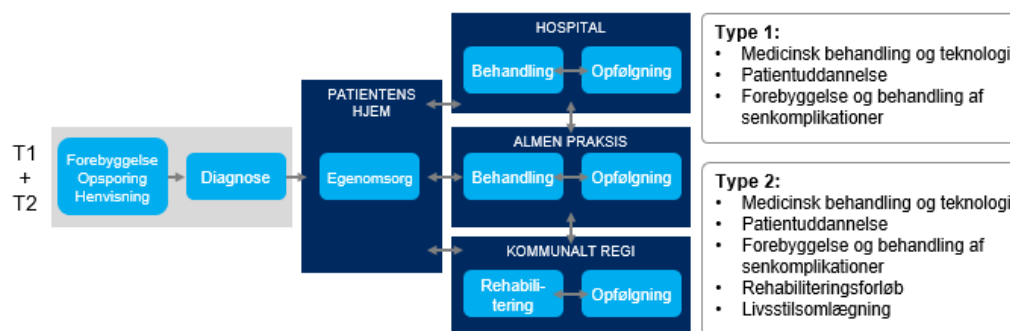 T1
+
T2
Forebyggelse
Opsporing
Henvisning
Diagnose
PATIENTENS
HJEM
Egenomsorg
HOSPITAL
Behandling
Opfølgning
ALMEN PRAKSIS
Behandling
Opfølgning
KOMMUNALT REGI
Rehabili-
tering
Opfølgning
Type 1:
• Medicinsk behandling og teknologi
• Patientuddannelse
• Forebyggelse og behandling af
senkomplikationer
Type 2:
• Medicinsk behandling og teknologi
• Patientuddannelse
• Forebyggelse og behandling af
senkomplikationer
• Rehabiliteringsforløb
• Livsstilsomlægning